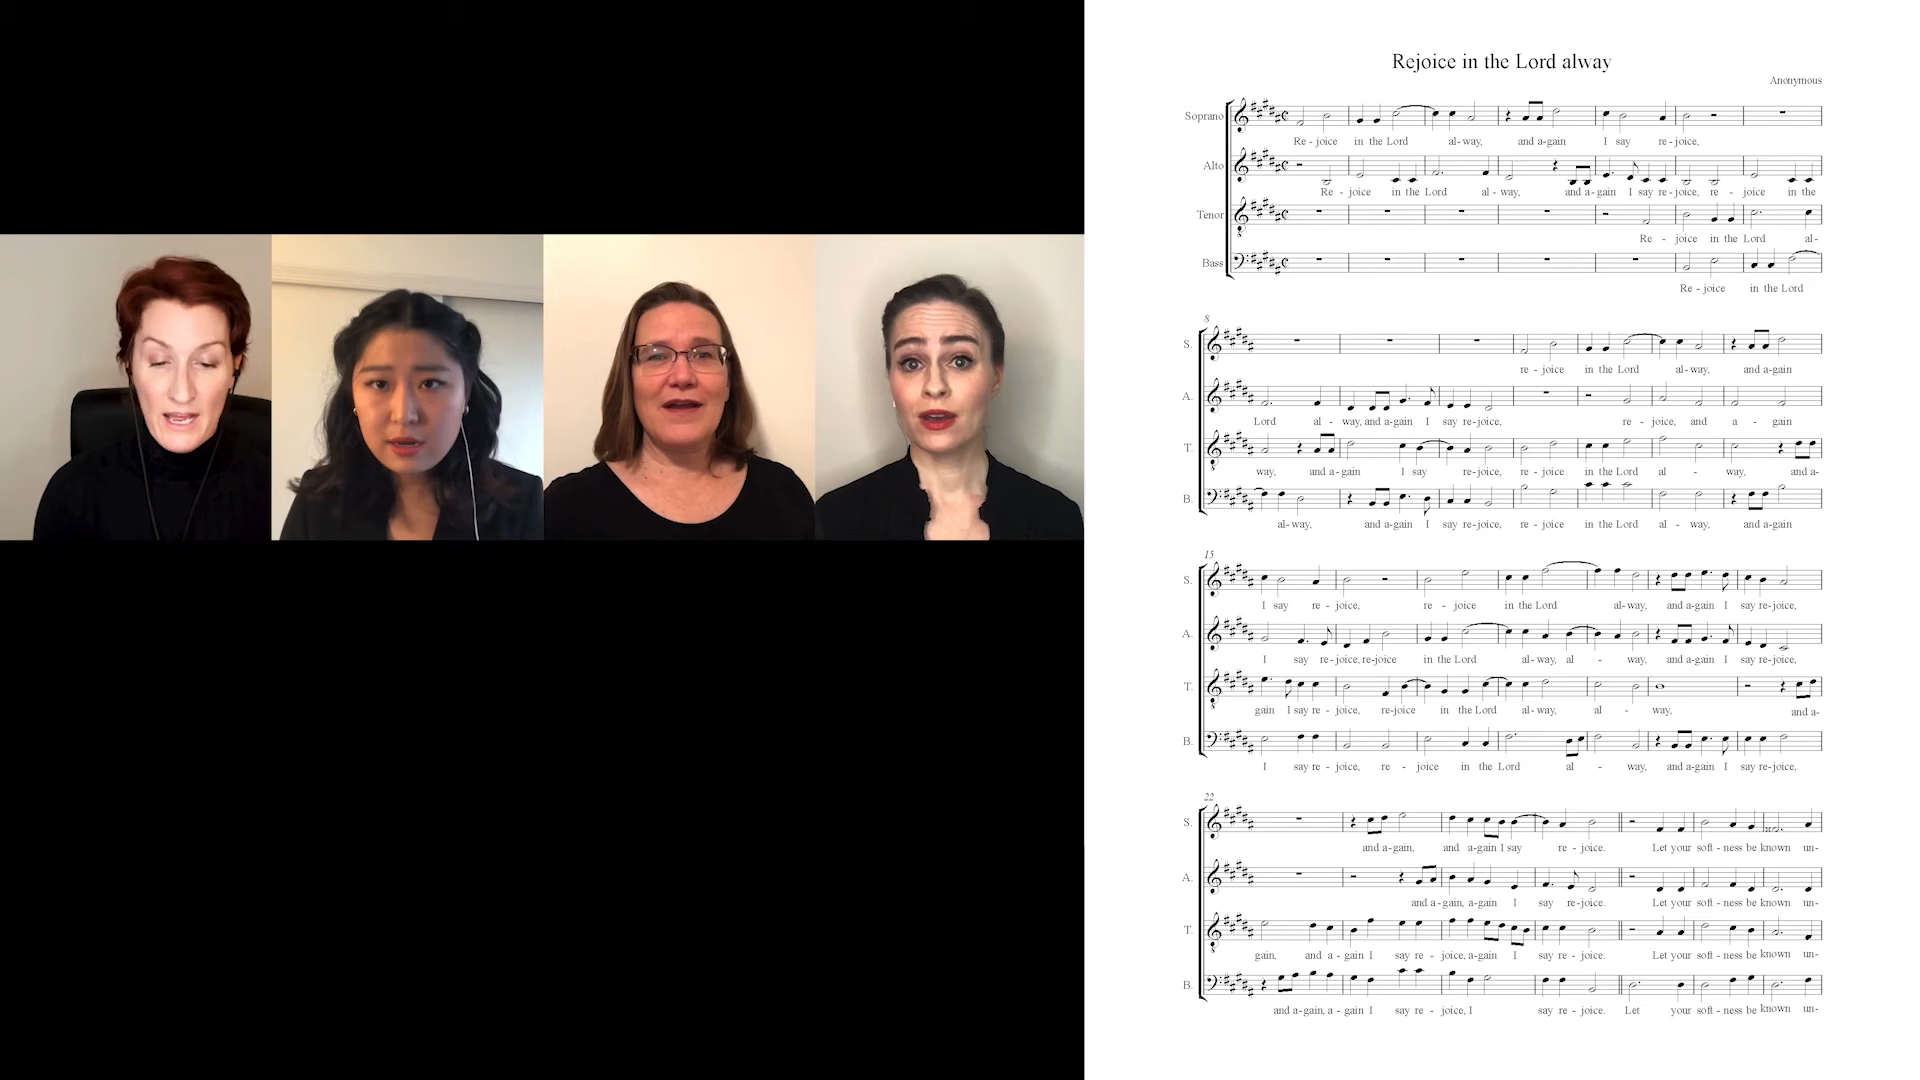 Rejoice in the Lord alway
Anonymous
Soprano
Re - joice in the Lord al - way, and a-gain I say re - joice,
Alto
Re - joice in the Lord al - way, and a - gain I say re - joice, re - joice in the
Tenor
Re - joice in the Lord al-
Bass
Re - joice in the Lord
8
S.
re - joice in the Lord al - way, and a-gain
A.
Lord al - way, and a-gain I say re-joice, re - joice, and a - gain
T.
way, and a - gain I say re-joice, re - joice in the Lord al - way, and a-
B.
al - way, and a-gain I say re-joice, re - joice in the Lord al - way, and a-gain
15
S.
I say re - joice, re - joice in the Lord al-way, and a-gain I say re-joice,
A.
I say re-joice, re-joice in the Lord al-way, al - way, and a-gain I say re-joice,
T.
gain I say re - joice, re-joice in the Lord al-way, al - way, and a-
B.
I say re - joice, re - joice in the Lord al - way, and a-gain I say re-joice,
22
S.
and a-gain, and a-gain I say re - joice. Let your soft - ness be known un-
A.
and a-gain, a-gain I say re-joice. Let your soft - ness be known un-
T.
gain, and a - gain I say re - joice, a-gain I say re - joice. Let your soft - ness be known un-
B.
and a-gain, a - gain I say re - joice, I say re - joice. Let your soft - ness be known un-